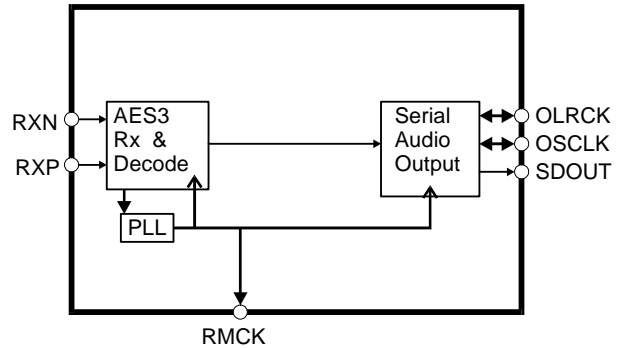 RXN
RXP
AES3
Rx &
Decode
PLL
Serial
Audio
Output
OLRCK
OSCLK
SDOUT
RMCK